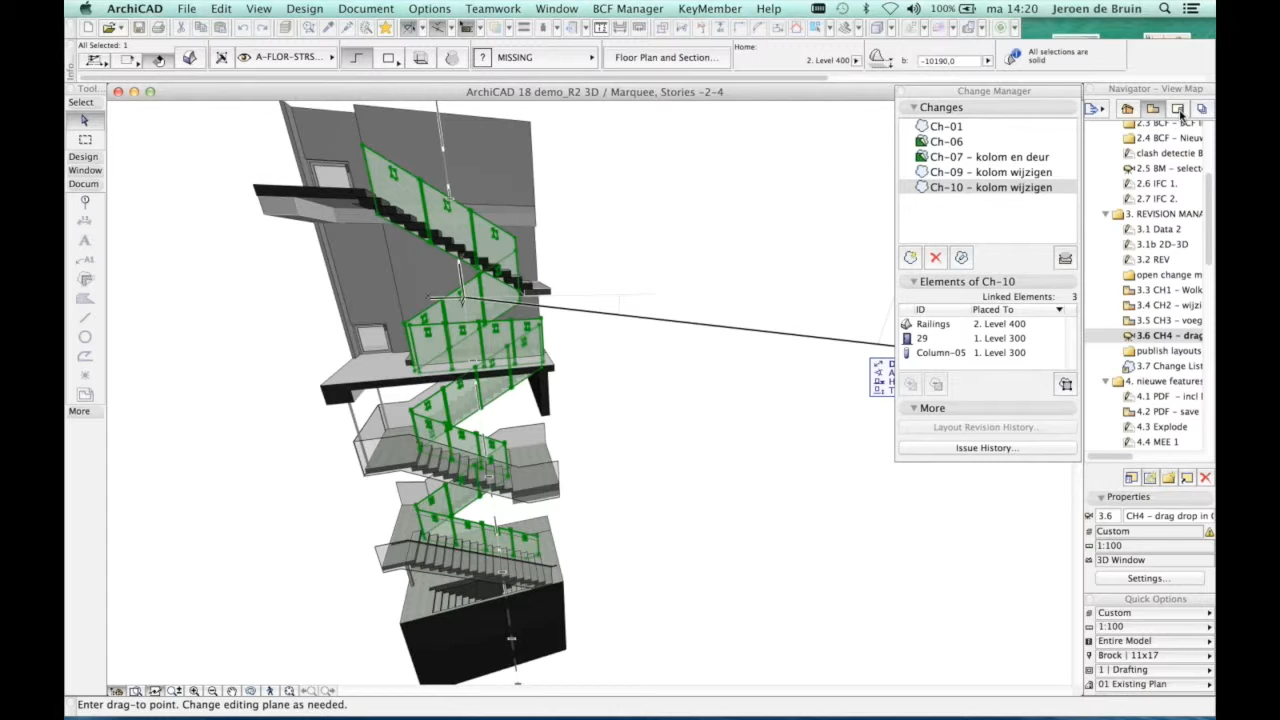 ArchiCAD File Edit View Design Document Options Teamwork Window BCF Manager KeyMember Help 100% ma 14:20 Jeroen de Bruin
All Selected: 1
A-FLOR-STRS...
? MISSING
Floor Plan and Section...
Home:
2. Level 400
b: -10190,0
All selections are
solid
Info
Tool...
Select
Design
Window
Docum
More
ArchiCAD 18 demo_R2 3D / Marquee, Stories -2-4
Change Manager
Changes
Ch-01
Ch-06
Ch-07 - kolom en deur
Ch-09 - kolom wijzigen
Ch-10 - kolom wijzigen
Elements of Ch-10
Linked Elements: 3
ID Placed To
Railings 2. Level 400
29 1. Level 300
Column-05 1. Level 300
More
Layout Revision History...
Issue History...
Navigator - View Map
2.4 BCF - Nieuw
clash detectie B
2.5 BM - select
2.6 IFC 1.
2.7 IFC 2.
3. REVISION MANA
3.1 Data 2
3.1b 2D-3D
3.2 REV
open change m
3.3 CH1 - Wolk
3.4 CH2 - wijzi
3.5 CH3 - voeg
3.6 CH4 - drag
publish layouts
3.7 Change List
4. nieuwe features
4.1 PDF - incl l
4.2 PDF - save
4.3 Explode
4.4 MEE 1
Properties
3.6 CH4 - drag drop in C
Custom
1:100
3D Window
Settings...
Quick Options
Custom
1:100
Entire Model
Brock | 11x17
1 | Drafting
01 Existing Plan
Enter drag-to point. Change editing plane as needed.